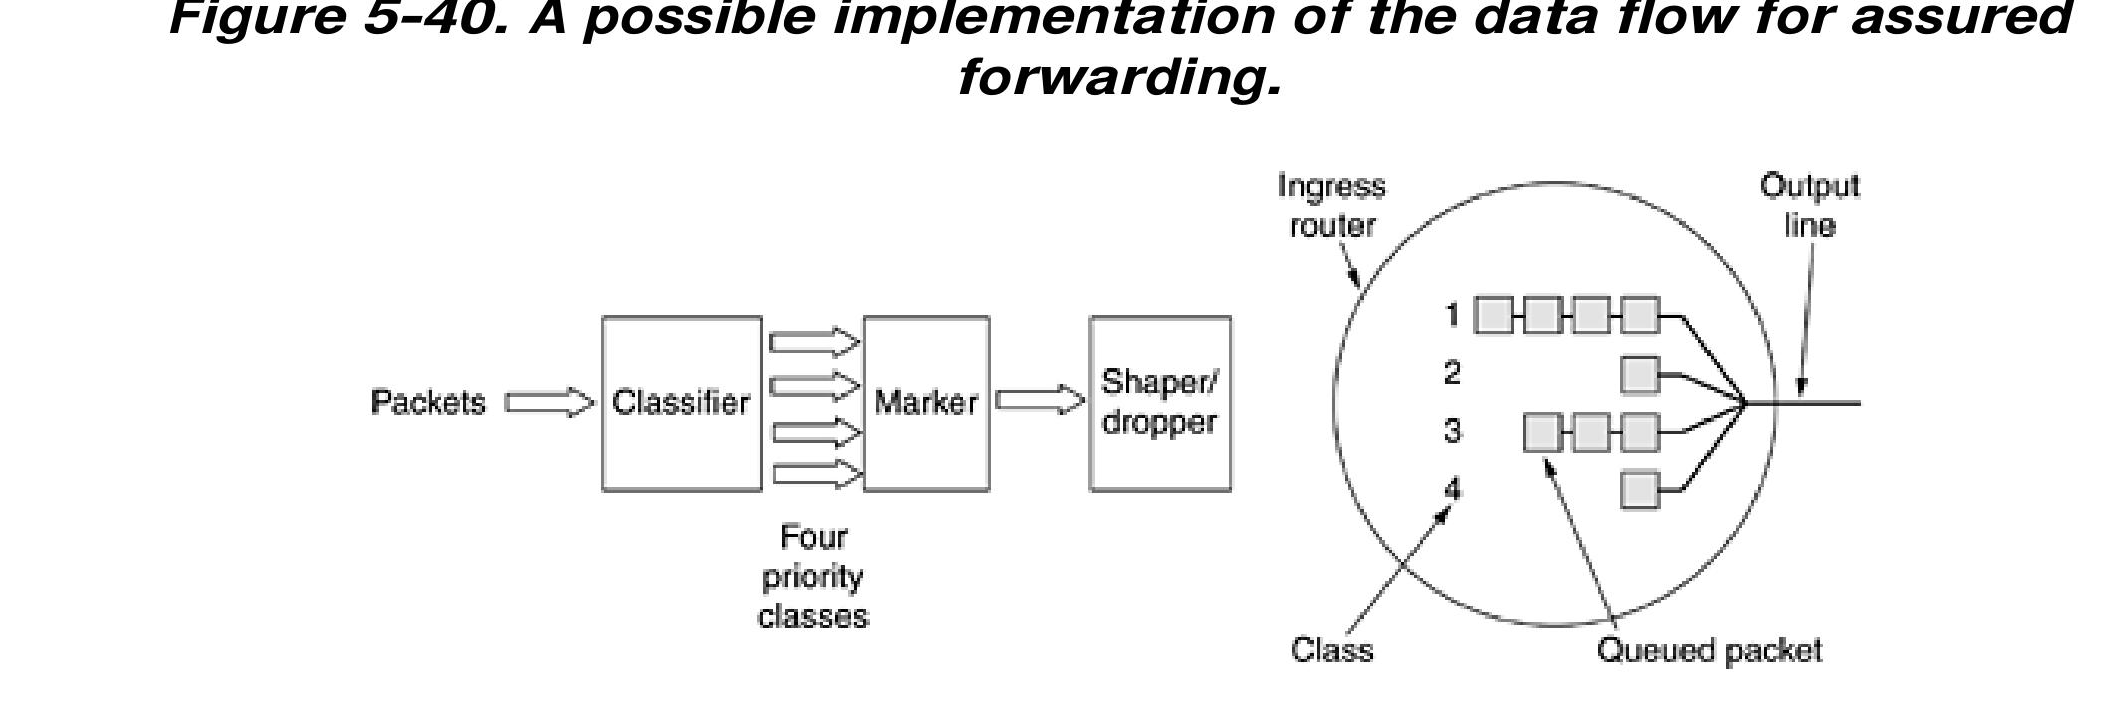 Figure 5-40. A possible implementation of the data flow for assured
forwarding.
Ingress
router
Output
line
Packets
Classifier
Marker
Shaper/
dropper
Four
priority
classes
1
2
3
4
Class
Queued packet